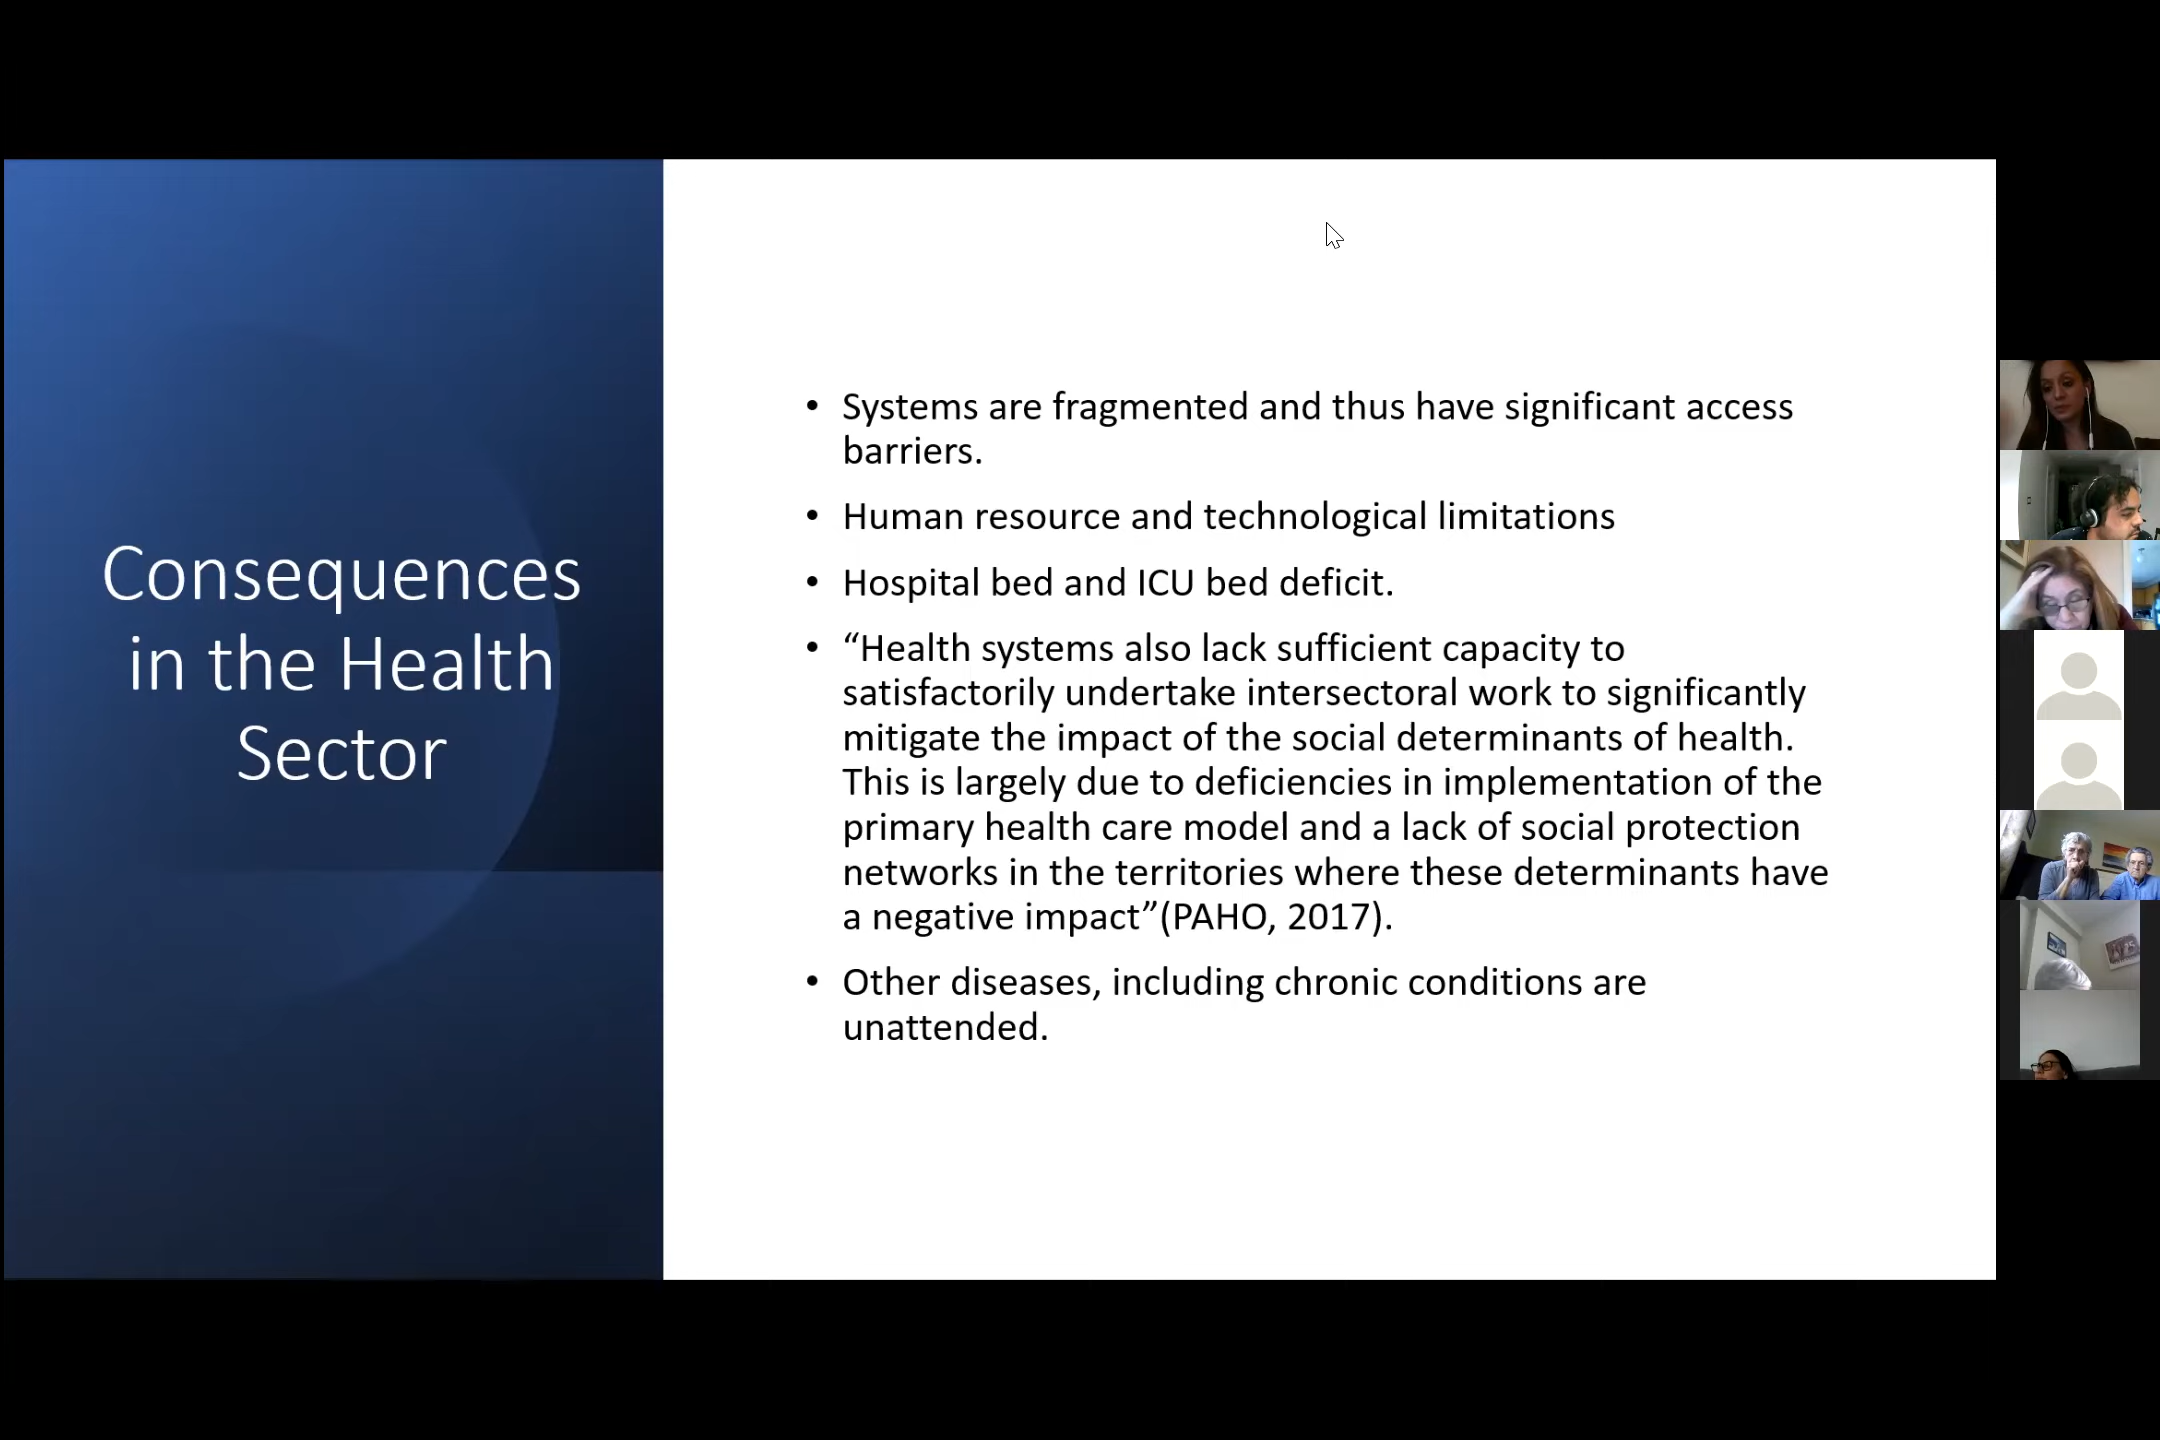 Consequences
in the Health
Sector
• Systems are fragmented and thus have significant access
barriers.
• Human resource and technological limitations
• Hospital bed and ICU bed deficit.
• “Health systems also lack sufficient capacity to
satisfactorily undertake intersectoral work to significantly
mitigate the impact of the social determinants of health.
This is largely due to deficiencies in implementation of the
primary health care model and a lack of social protection
networks in the territories where these determinants have
a negative impact”(PAHO, 2017).
• Other diseases, including chronic conditions are
unattended.